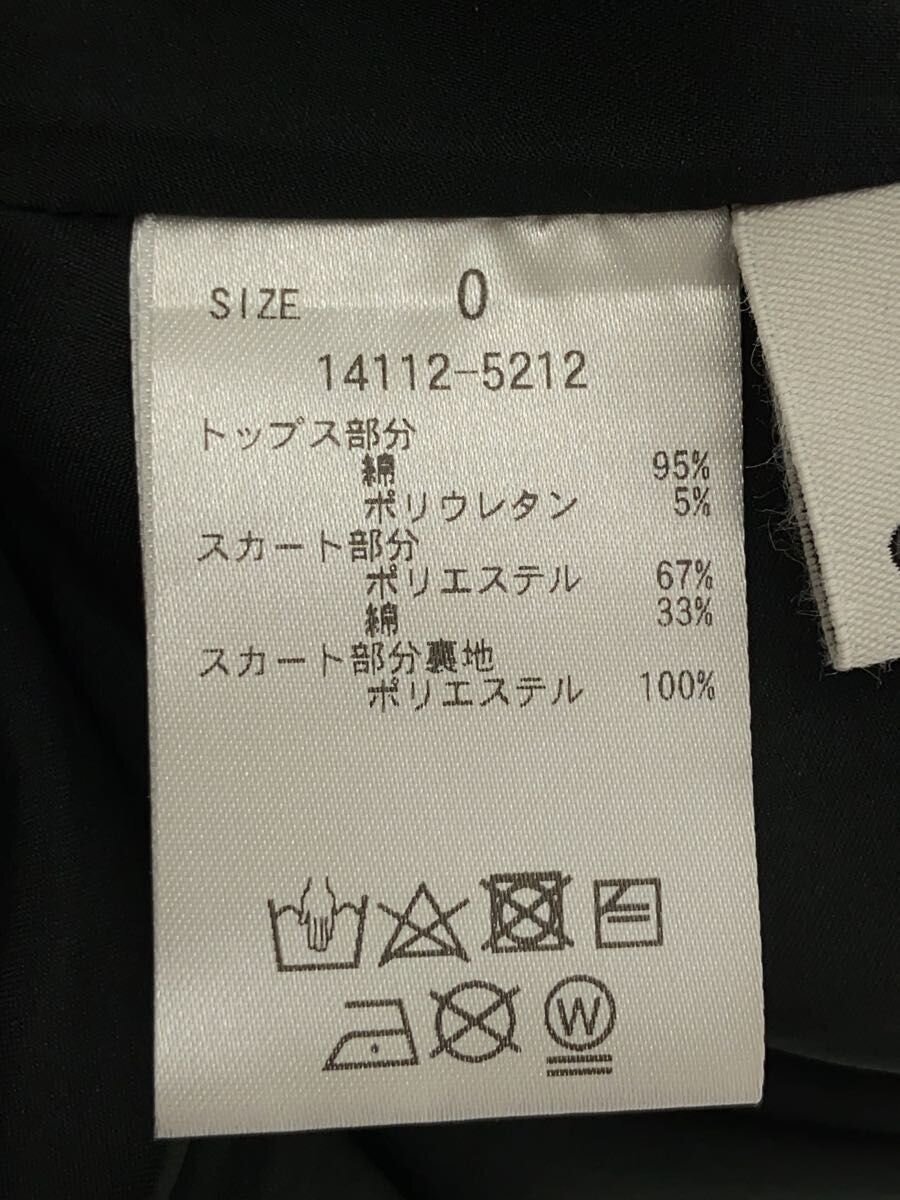 SIZE 0
14112-5212
トップス部分
綿 95%
ポリウレタン 5%
スカート部分
ポリエステル 67%
綿 33%
スカート部分裏地
ポリエステル 100%
W